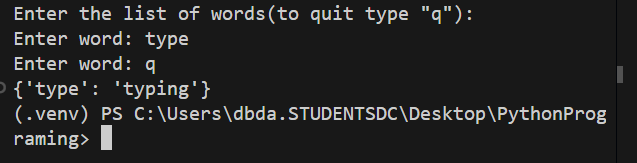 Enter the list of words(to quit type "q"):
Enter word: type
Enter word: q
{'type': 'typing'}
(.venv) PS C:\Users\dbda.STUDENTSDC\Desktop\PythonProg
raming>